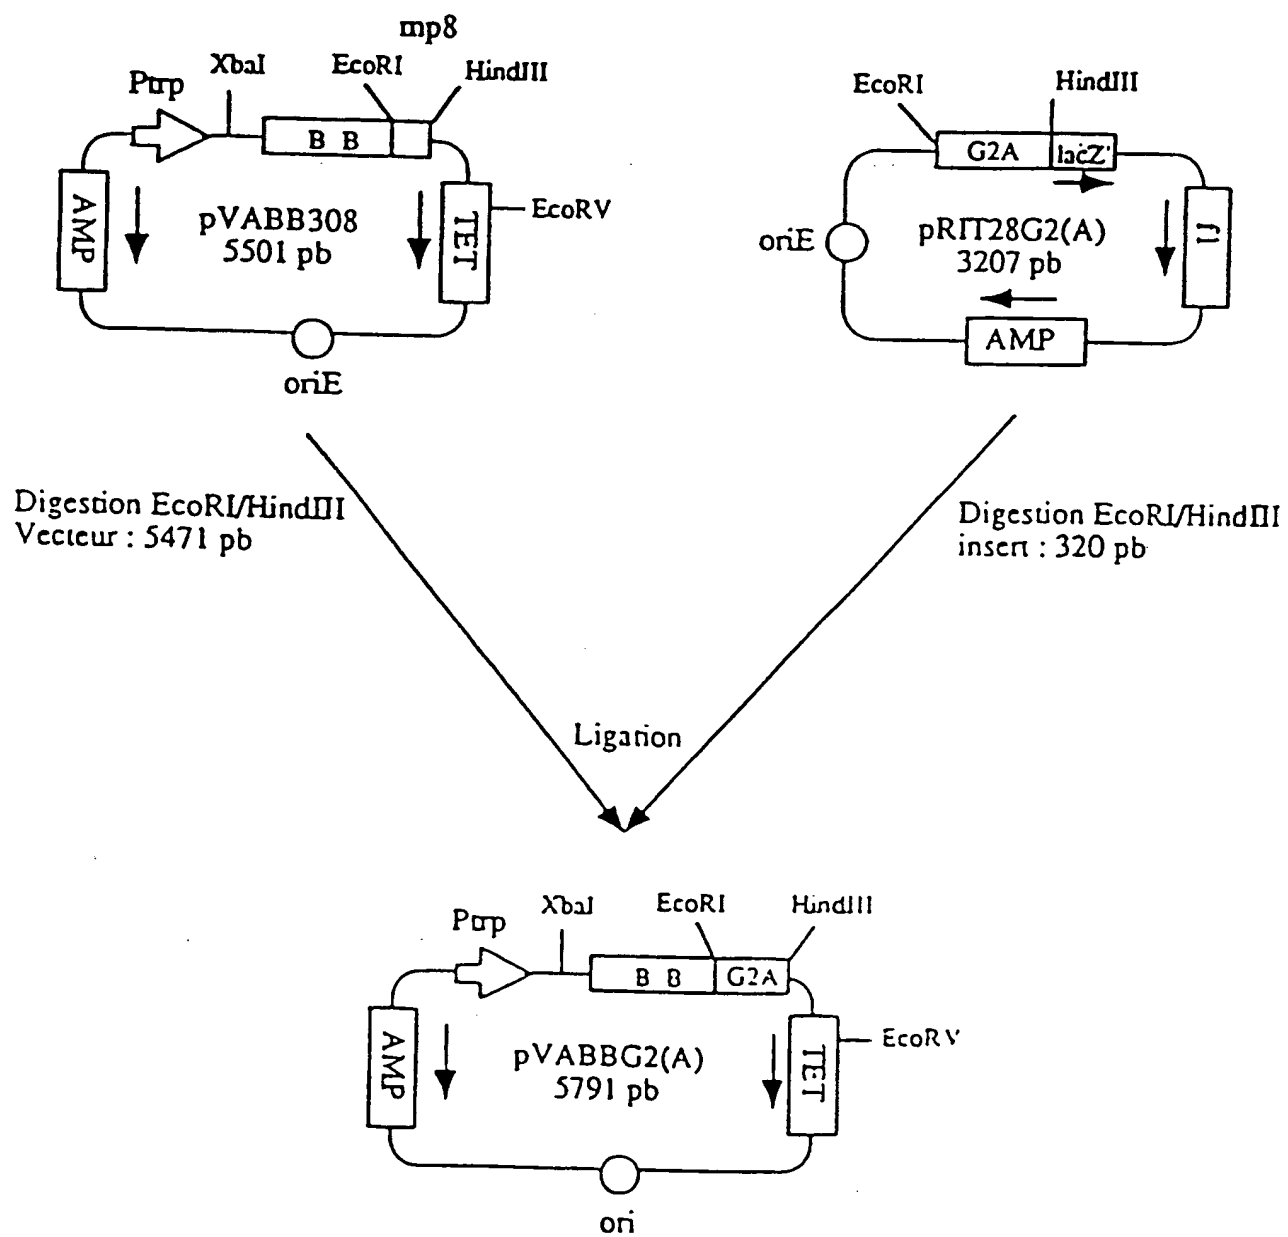 mp8
Ptrp
XbaI
EcoRI
HindIII
B B
AMP
TET
EcoRV
pVABB308
5501 pb
oriE
EcoRI
HindIII
G2A
lacZ'
f1
oriE
pRIT28G2(A)
3207 pb
AMP
Digestion EcoRI/HindIII
Vecteur : 5471 pb
Digestion EcoRI/HindIII
insert : 320 pb
Ligation
Ptrp
XbaI
EcoRI
HindIII
B B
G2A
AMP
TET
EcoRV
pVABBG2(A)
5791 pb
ori